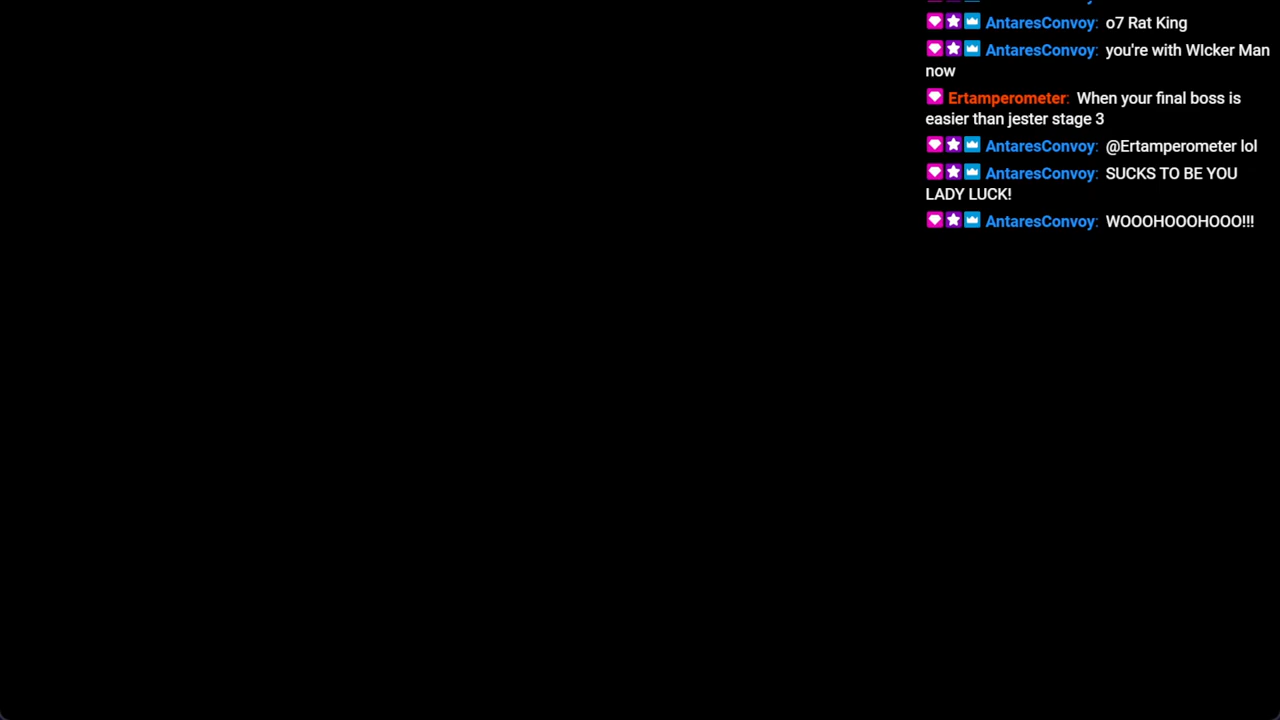 AntaresConvoy: o7 Rat King
AntaresConvoy: you're with WIcker Man
now
Ertamperometer: When your final boss is
easier than jester stage 3
AntaresConvoy: @Ertamperometer lol
AntaresConvoy: SUCKS TO BE YOU
LADY LUCK!
AntaresConvoy: WOOOHOOOHOOO!!!